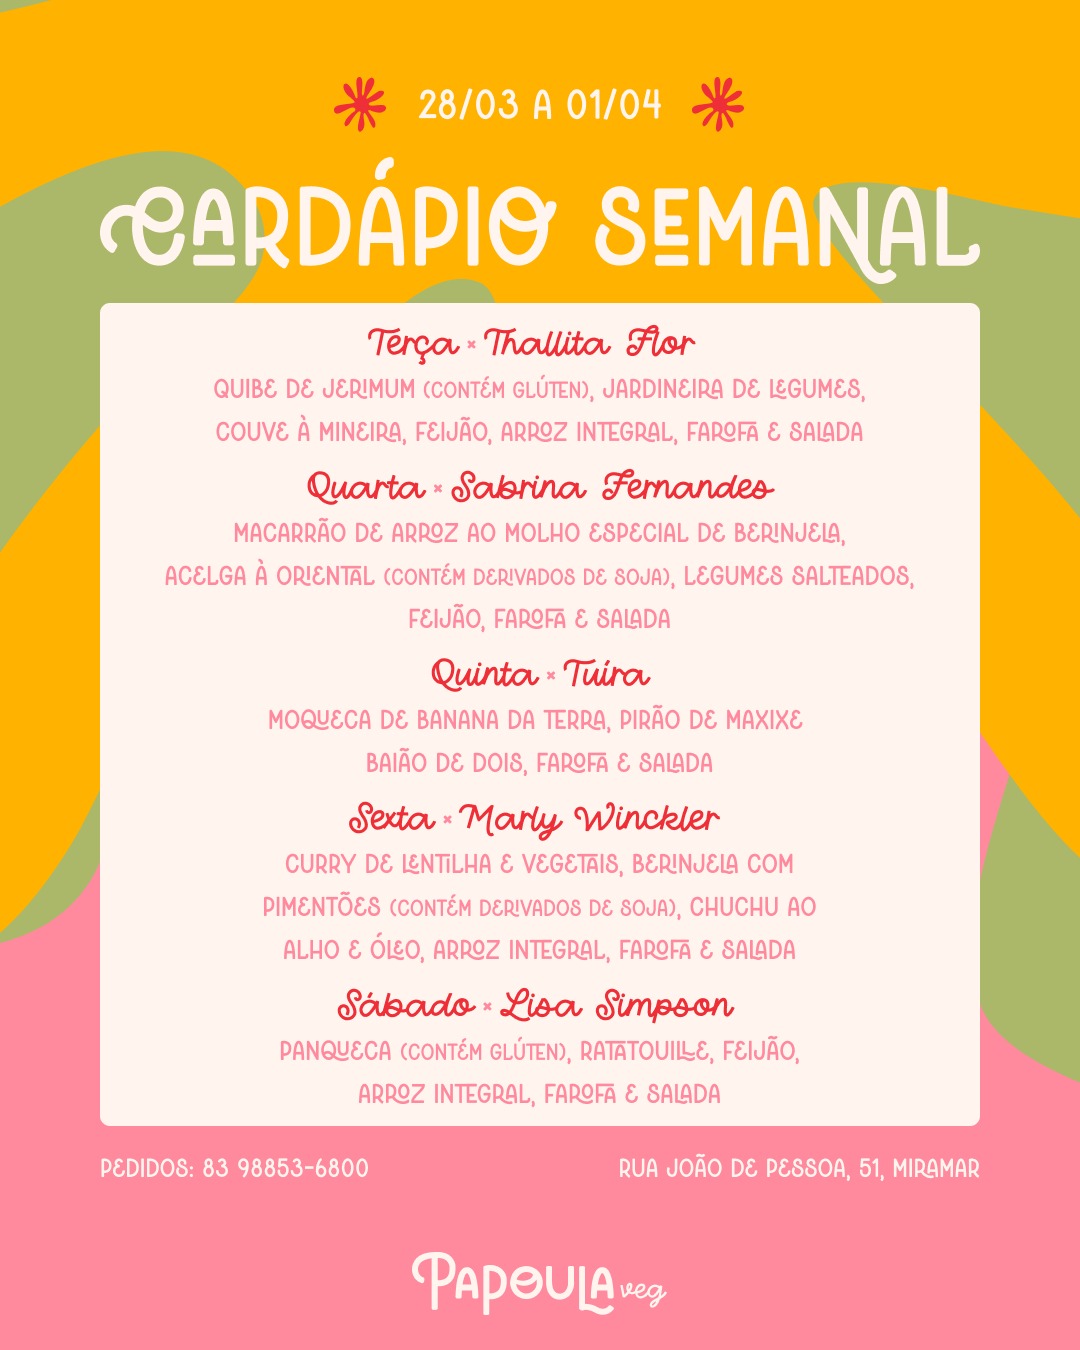 28/03 A 01/04
CARDÁPIO SEMANAL
Terça × Thallita Flor
QUIBE DE JERIMUM (CONTÉM GLÚTEN), JARDINEIRA DE LEGUMES,
COUVE À MINEIRA, FEIJÃO, ARROZ INTEGRAL, FAROFA E SALADA
Quarta × Sabrina Fernandes
MACARRÃO DE ARROZ AO MOLHO ESPECIAL DE BERINJELA,
ACELGA À ORIENTAL (CONTÉM DERIVADOS DE SOJA), LEGUMES SALTEADOS,
FEIJÃO, FAROFA E SALADA
Quinta × Tuíra
MOQUECA DE BANANA DA TERRA, PIRÃO DE MAXIXE
BAIÃO DE DOIS, FAROFA E SALADA
Sexta × Marly Winckler
CURRY DE LENTILHA E VEGETAIS, BERINJELA COM
PIMENTÕES (CONTÉM DERIVADOS DE SOJA), CHUCHU AO
ALHO E ÓLEO, ARROZ INTEGRAL, FAROFA E SALADA
Sábado × Lisa Simpson
PANQUECA (CONTÉM GLÚTEN), RATATOUILLE, FEIJÃO,
ARROZ INTEGRAL, FAROFA E SALADA
PEDIDOS: 83 98853-6800
RUA JOÃO DE PESSOA, 51, MIRAMAR
PAPOULA veg